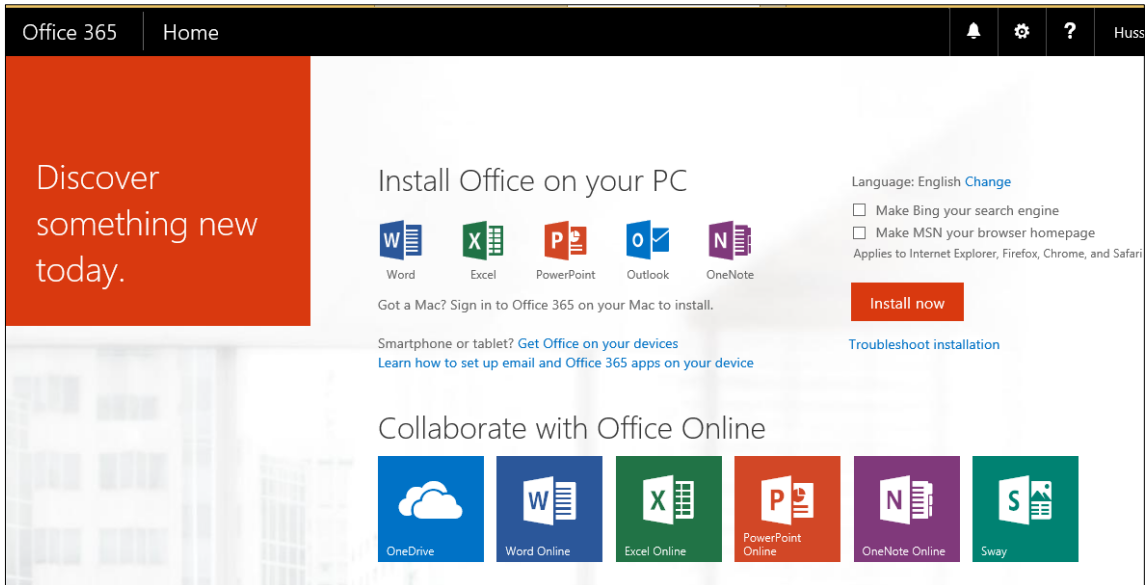 Office 365
Home
?
Huss
Discover
something new
today.
Install Office on your PC
Word
Excel
PowerPoint
Outlook
OneNote
Got a Mac? Sign in to Office 365 on your Mac to install.
Smartphone or tablet? Get Office on your devices
Learn how to set up email and Office 365 apps on your device
Language: English Change
Make Bing your search engine
Make MSN your browser homepage
Applies to Internet Explorer, Firefox, Chrome, and Safari
Install now
Troubleshoot installation
Collaborate with Office Online
OneDrive
Word Online
Excel Online
PowerPoint
Online
OneNote Online
Sway